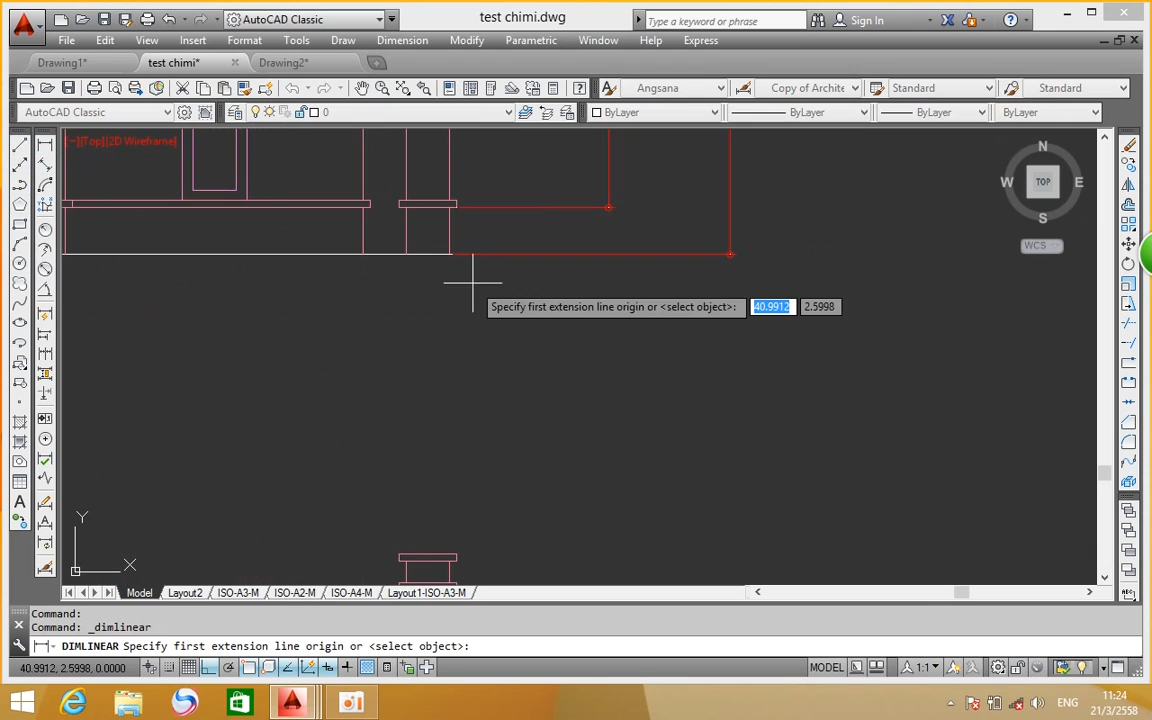 AutoCAD Classic
test chimi.dwg
Type a keyword or phrase
Sign In
File Edit View Insert Format Tools Draw Dimension Modify Parametric Window Help Express
Drawing1* test chimi* Drawing2*
Angsana Copy of Archite Standard Standard
AutoCAD Classic 0 ByLayer ByLayer ByLayer
[−][Top][2D Wireframe]
N
W TOP E
S
WCS
Specify first extension line origin or <select object>: 40.9912 2.5998
Y
X
Model Layout2 ISO-A3-M ISO-A2-M ISO-A4-M Layout1-ISO-A3-M
Command:
Command: _dimlinear
DIMLINEAR Specify first extension line origin or <select object>:
40.9912, 2.5998, 0.0000 MODEL 1:1
ENG 11:24
21/3/2558